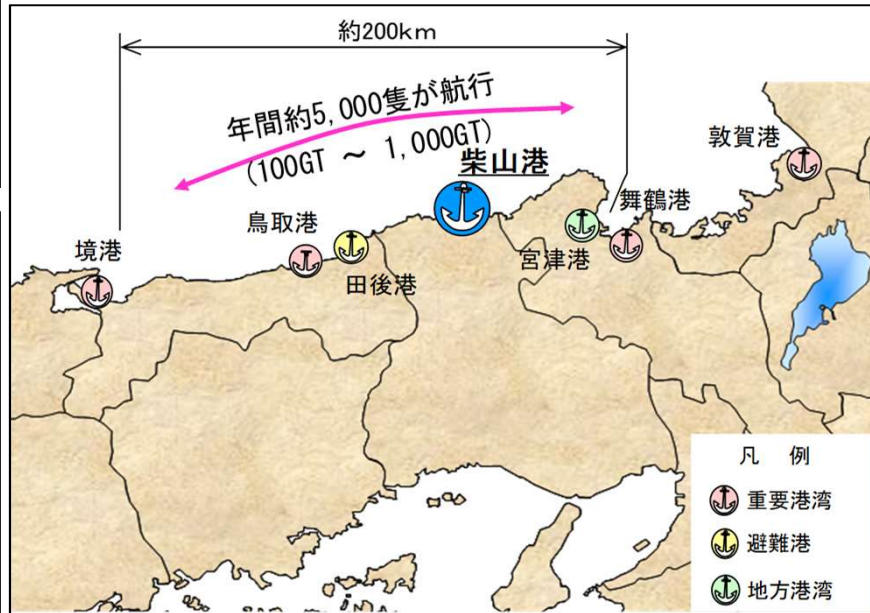 約200km
年間約5,000隻が航行
(100GT ～ 1,000GT)
柴山港
敦賀港
舞鶴港
鳥取港
宮津港
境港
田後港
凡 例
重要港湾
避難港
地方港湾